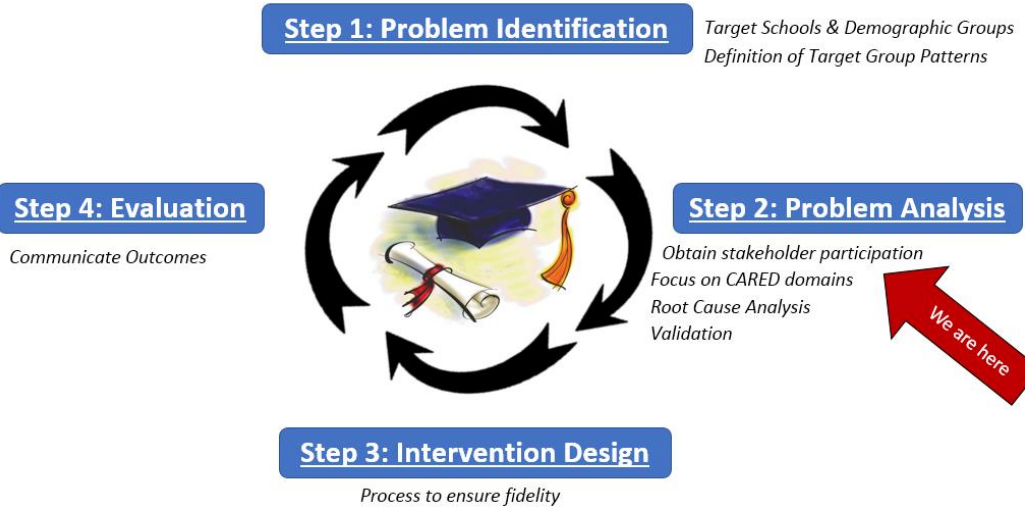 Step 1: Problem Identification
Target Schools & Demographic Groups
Definition of Target Group Patterns
Step 2: Problem Analysis
Obtain stakeholder participation
Focus on CARED domains
Root Cause Analysis
Validation
We are here
Step 3: Intervention Design
Process to ensure fidelity
Step 4: Evaluation
Communicate Outcomes